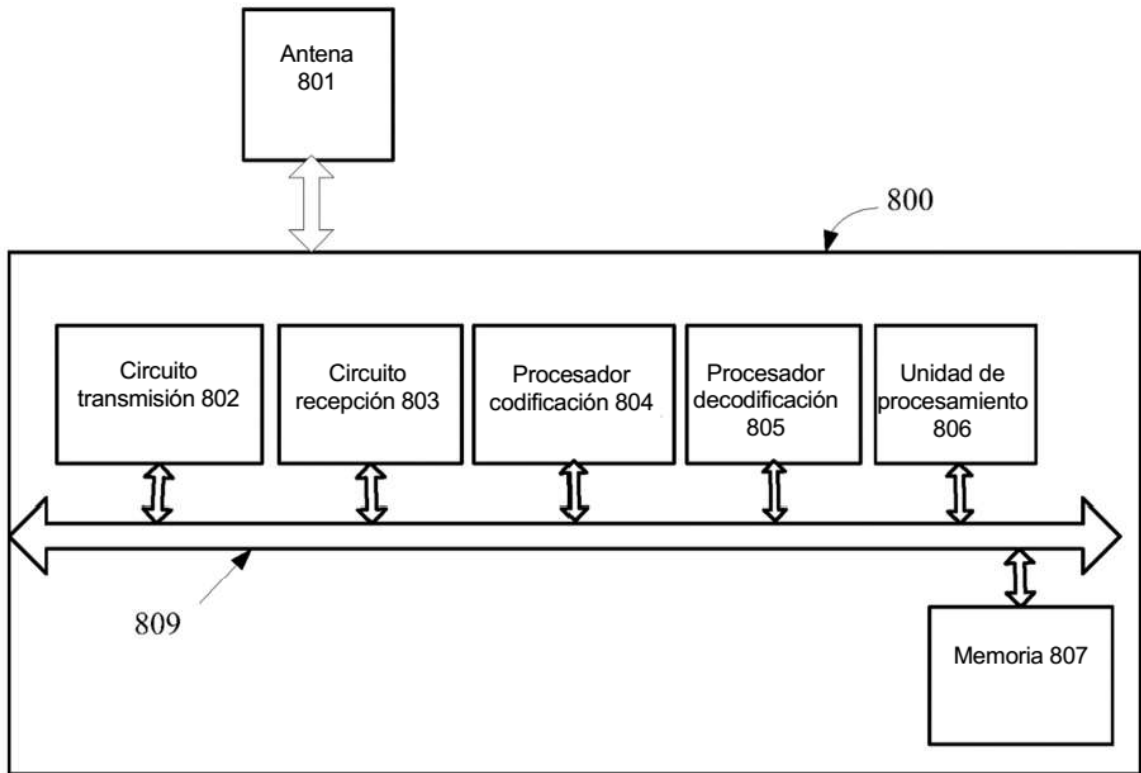 Antena
801
800
Circuito
transmisión 802
Circuito
recepción 803
Procesador
codificación 804
Procesador
decodificación
805
Unidad de
procesamiento
806
809
Memoria 807